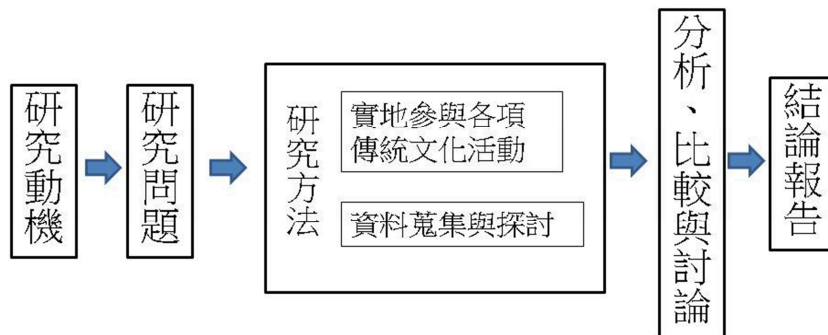 研究動機
研究問題
研究方法
實地參與各項
傳統文化活動
資料蒐集與探討
分析、比較與討論
結論報告